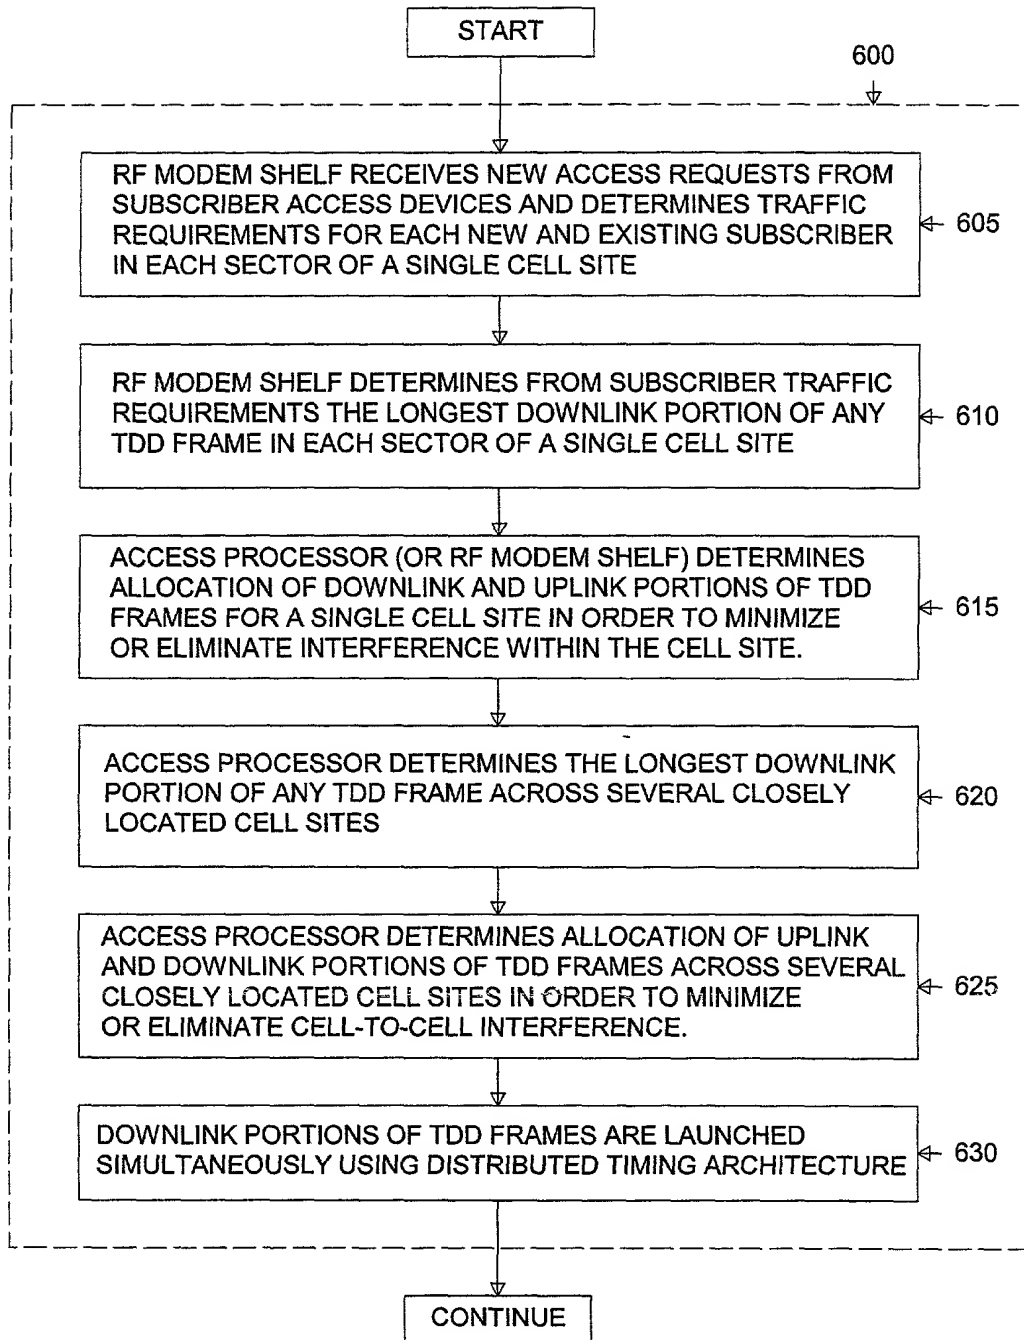 START
600
RF MODEM SHELF RECEIVES NEW ACCESS REQUESTS FROM
SUBSCRIBER ACCESS DEVICES AND DETERMINES TRAFFIC
REQUIREMENTS FOR EACH NEW AND EXISTING SUBSCRIBER
IN EACH SECTOR OF A SINGLE CELL SITE
605
RF MODEM SHELF DETERMINES FROM SUBSCRIBER TRAFFIC
REQUIREMENTS THE LONGEST DOWNLINK PORTION OF ANY
TDD FRAME IN EACH SECTOR OF A SINGLE CELL SITE
610
ACCESS PROCESSOR (OR RF MODEM SHELF) DETERMINES
ALLOCATION OF DOWNLINK AND UPLINK PORTIONS OF TDD
FRAMES FOR A SINGLE CELL SITE IN ORDER TO MINIMIZE
OR ELIMINATE INTERFERENCE WITHIN THE CELL SITE.
615
ACCESS PROCESSOR DETERMINES THE LONGEST DOWNLINK
PORTION OF ANY TDD FRAME ACROSS SEVERAL CLOSELY
LOCATED CELL SITES
620
ACCESS PROCESSOR DETERMINES ALLOCATION OF UPLINK
AND DOWNLINK PORTIONS OF TDD FRAMES ACROSS SEVERAL
CLOSELY LOCATED CELL SITES IN ORDER TO MINIMIZE
OR ELIMINATE CELL-TO-CELL INTERFERENCE.
625
DOWNLINK PORTIONS OF TDD FRAMES ARE LAUNCHED
SIMULTANEOUSLY USING DISTRIBUTED TIMING ARCHITECTURE
630
CONTINUE